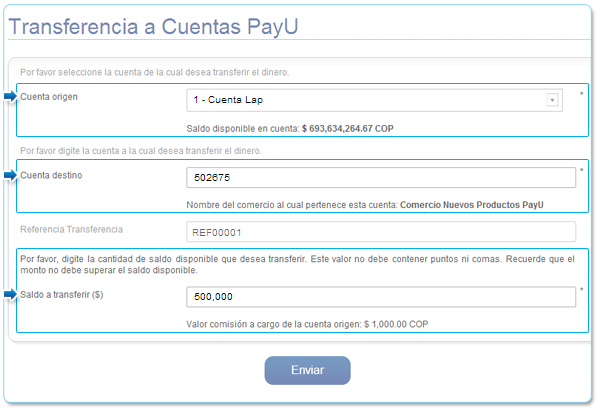 Transferencia a Cuentas PayU
Por favor seleccione la cuenta de la cual desea transferir el dinero.
Cuenta origen
1 - Cuenta Lap
*
Saldo disponible en cuenta: $ 693,634,264.67 COP
Por favor digite la cuenta a la cual desea transferir el dinero.
Cuenta destino
502675
*
Nombre del comercio al cual pertenece esta cuenta: Comercio Nuevos Productos PayU
Referencia Transferencia
REF00001
Por favor, digite la cantidad de saldo disponible que desea transferir. Este valor no debe contener puntos ni comas. Recuerde que el
monto no debe superar el saldo disponible.
Saldo a transferir ($)
500,000
*
Valor comisión a cargo de la cuenta origen: $ 1,000.00 COP
Enviar